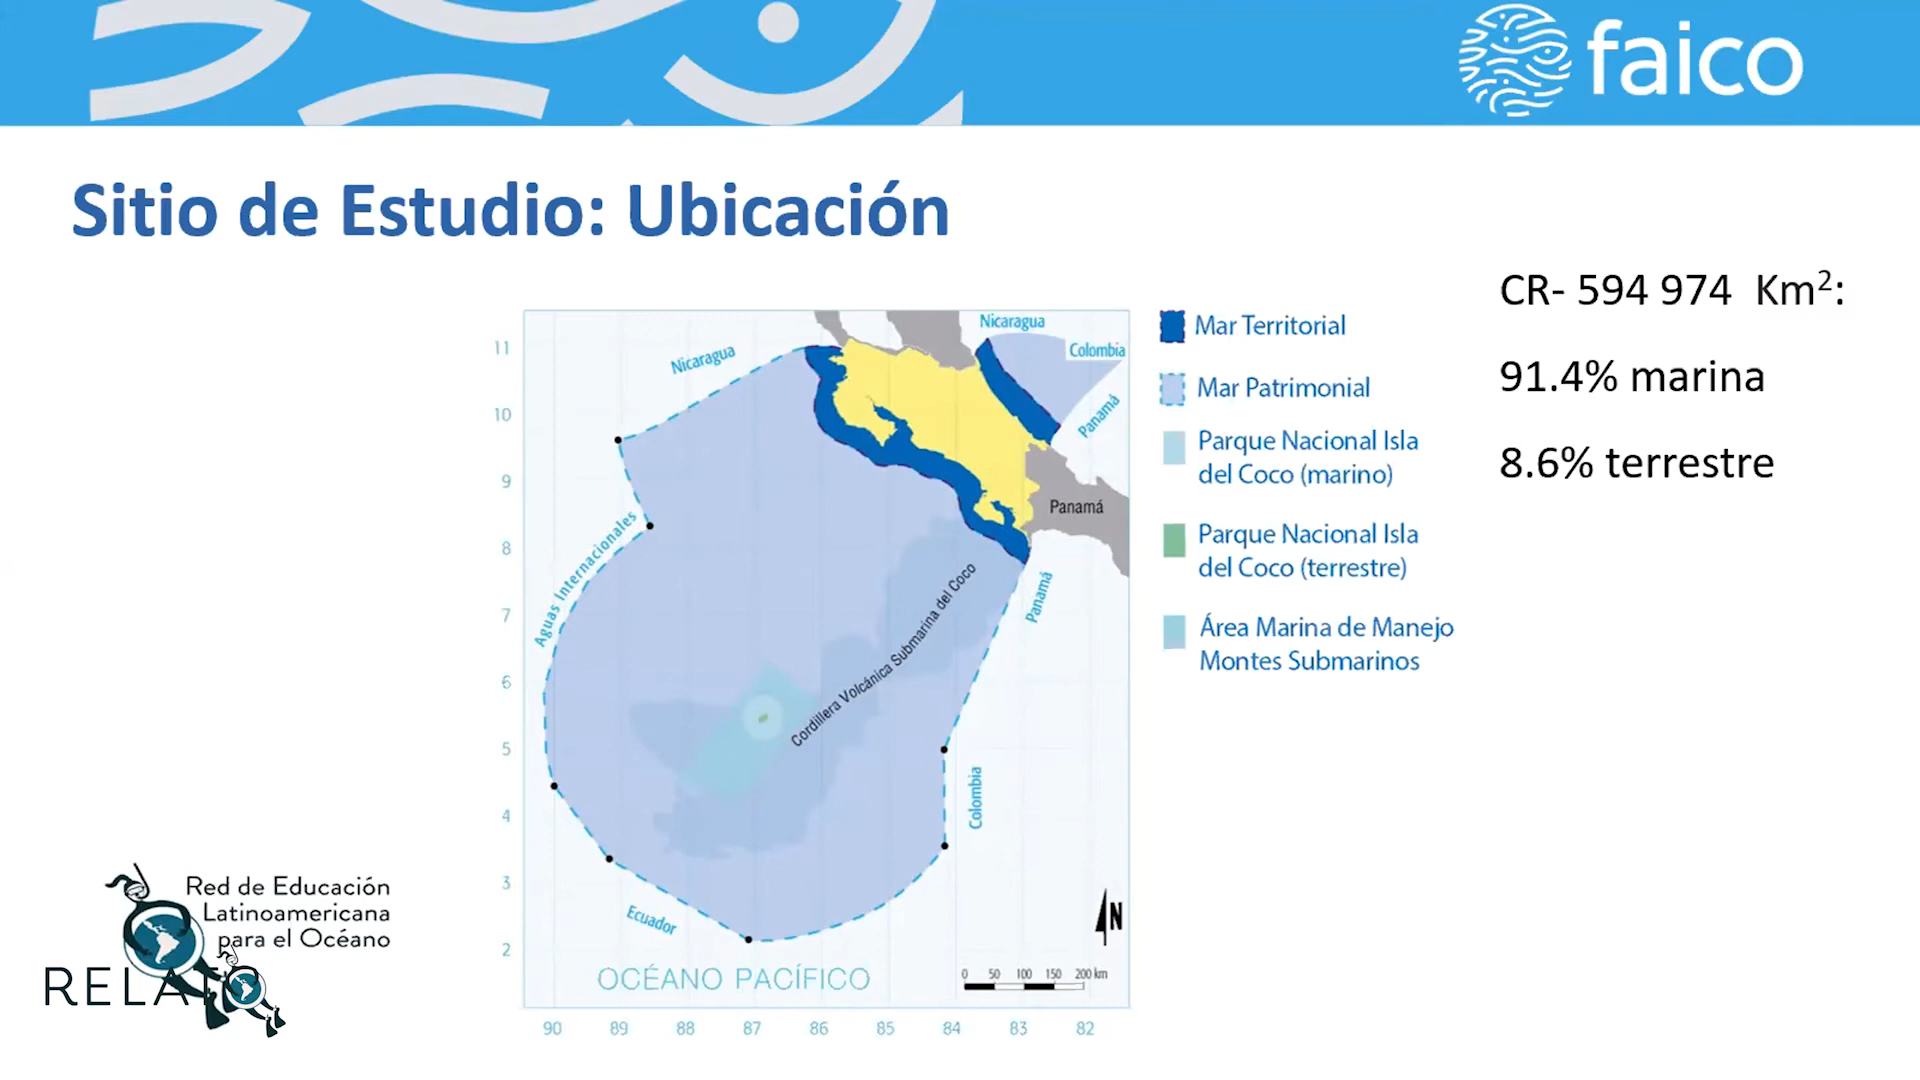 faico
Sitio de Estudio: Ubicación
CR- 594 974 Km²:
91.4% marina
8.6% terrestre
Nicaragua
Colombia
Panamá
Nicaragua
Panamá
Aguas Internacionales
Cordillera Volcánica Submarina del Coco
Panamá
Colombia
Ecuador
OCÉANO PACÍFICO
N
0 50 100 150 200 km
11
10
9
8
7
6
5
4
3
2
90 89 88 87 86 85 84 83 82
Mar Territorial
Mar Patrimonial
Parque Nacional Isla
del Coco (marino)
Parque Nacional Isla
del Coco (terrestre)
Área Marina de Manejo
Montes Submarinos
Red de Educación
Latinoamericana
para el Océano
RELATO